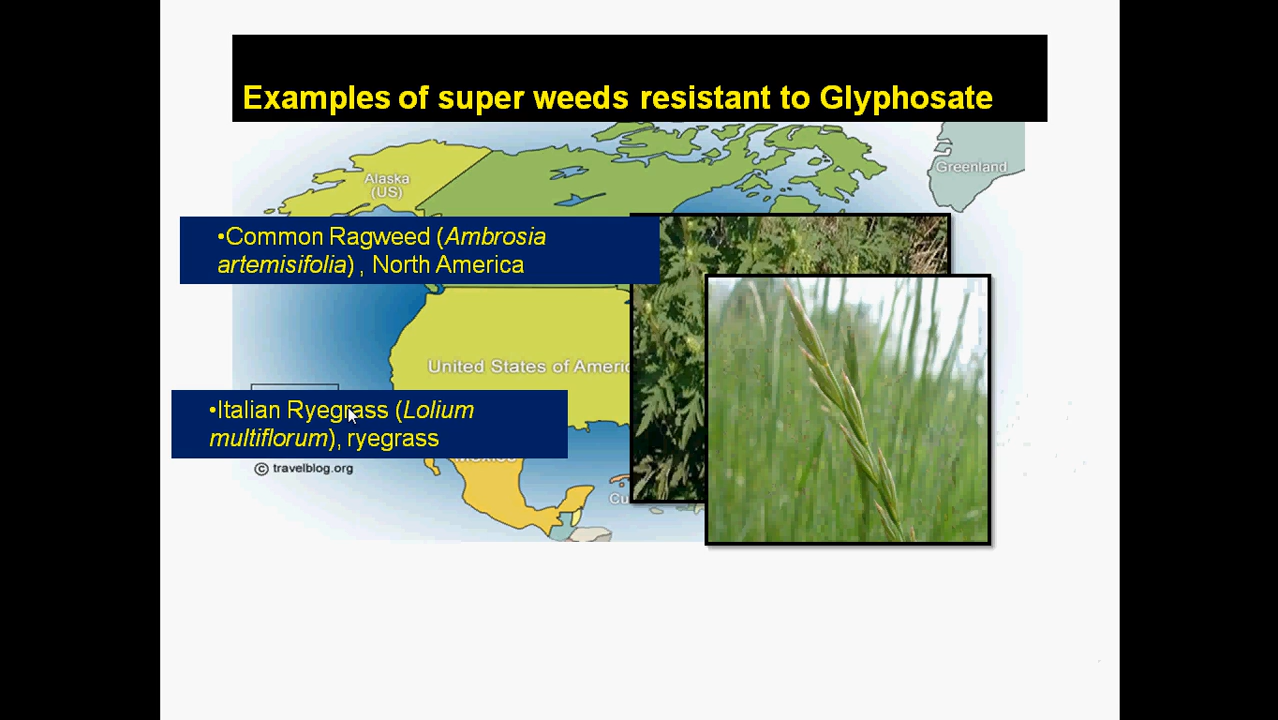 Examples of super weeds resistant to Glyphosate
Alaska
(US)
Greenland
•Common Ragweed (Ambrosia
artemisifolia) , North America
United States of Americ
•Italian Ryegrass (Lolium
multiflorum), ryegrass
Mexico
© travelblog.org
Cu